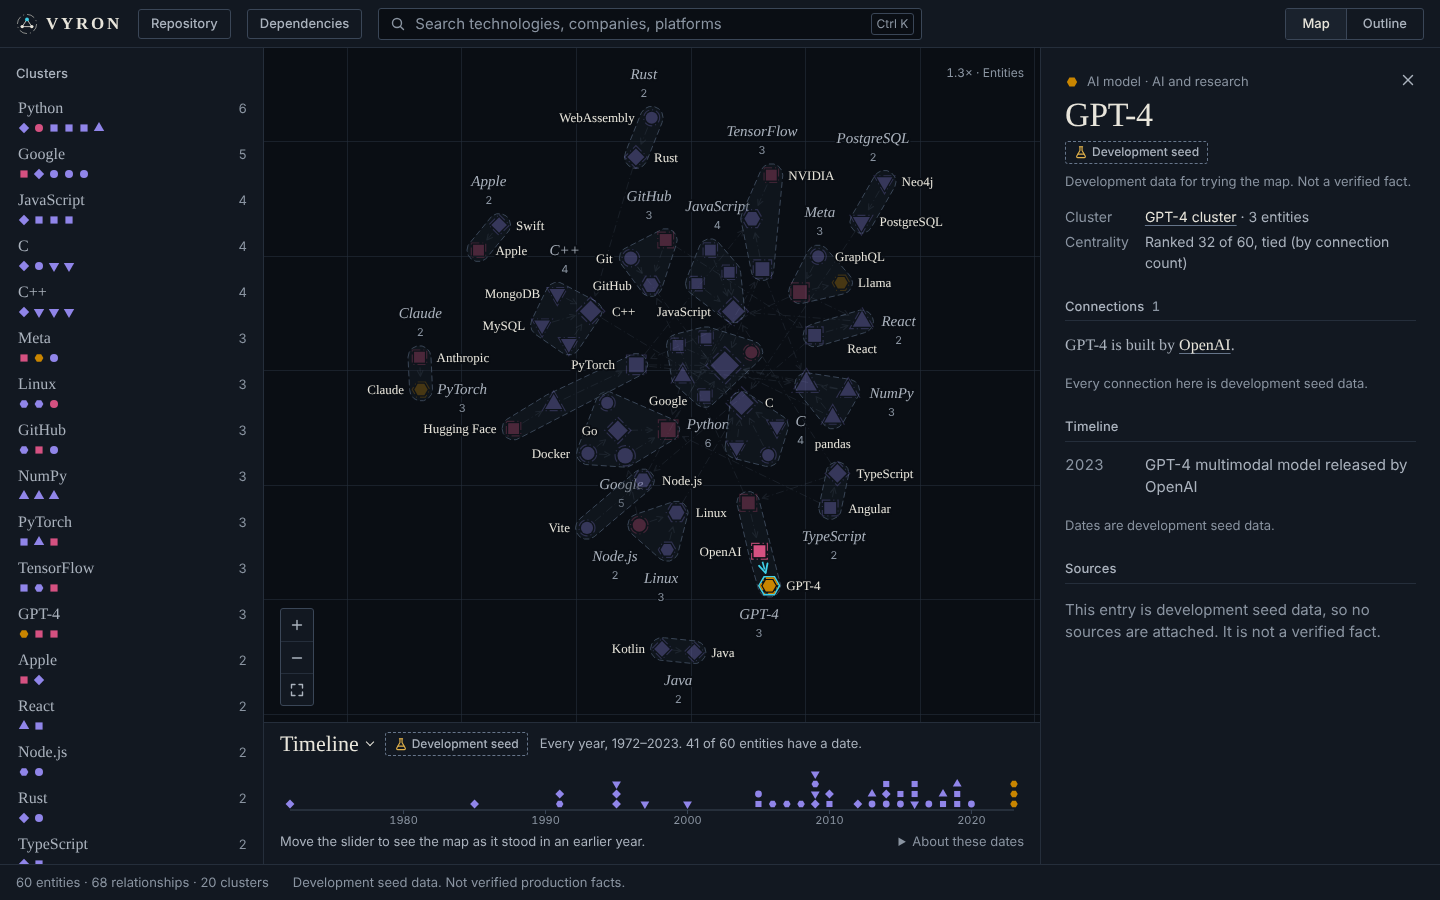 VYRON
Repository
Dependencies
Search technologies, companies, platforms
Ctrl K
Map
Outline
Clusters
Python 6
Google 5
JavaScript 4
C 4
C++ 4
Meta 3
Linux 3
GitHub 3
NumPy 3
PyTorch 3
TensorFlow 3
GPT-4 3
Apple 2
React 2
Node.js 2
Rust 2
TypeScript 2
1.3× · Entities
Rust
2
WebAssembly
Rust
TensorFlow
3
NVIDIA
PostgreSQL
2
Neo4j
PostgreSQL
Apple
2
Swift
Apple
GitHub
3
Git
GitHub
JavaScript
4
JavaScript
Meta
3
GraphQL
Llama
C++
4
MongoDB
C++
MySQL
Claude
2
Anthropic
Claude
React
2
React
PyTorch
PyTorch
3
Hugging Face
NumPy
3
pandas
Google
Python
6
C
C
4
Go
Docker
Google
5
Node.js
Vite
Node.js
2
Linux
Linux
3
TypeScript
Angular
TypeScript
2
OpenAI
GPT-4
GPT-4
3
Kotlin
Java
Java
2
+
−
Timeline
Development seed
Every year, 1972–2023. 41 of 60 entities have a date.
1980
1990
2000
2010
2020
Move the slider to see the map as it stood in an earlier year.
About these dates
AI model · AI and research
GPT-4
Development seed
Development data for trying the map. Not a verified fact.
Cluster GPT-4 cluster · 3 entities
Centrality Ranked 32 of 60, tied (by connection
count)
Connections 1
GPT-4 is built by OpenAI.
Every connection here is development seed data.
Timeline
2023 GPT-4 multimodal model released by
OpenAI
Dates are development seed data.
Sources
This entry is development seed data, so no
sources are attached. It is not a verified fact.
60 entities · 68 relationships · 20 clusters
Development seed data. Not verified production facts.